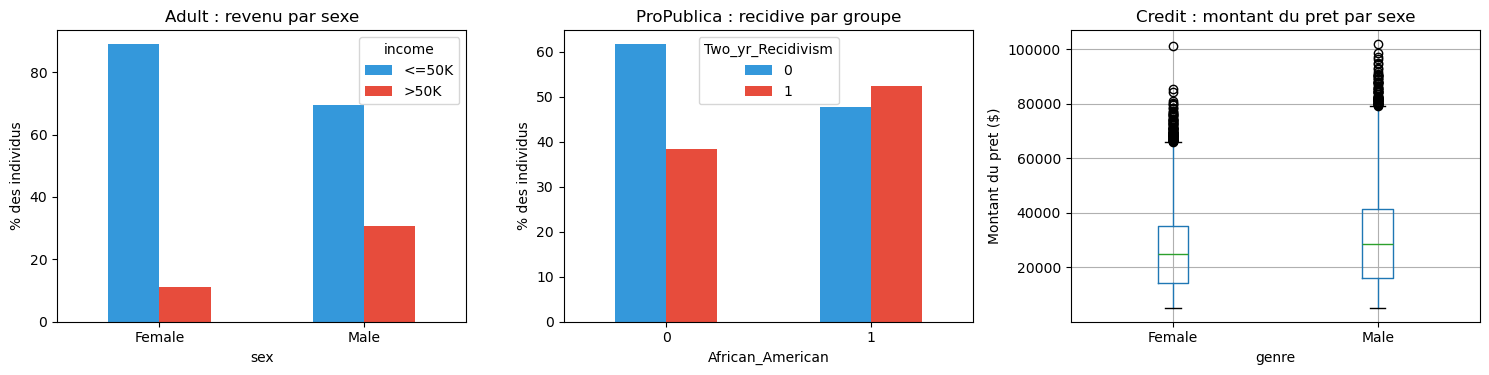 Adult : revenu par sexe
income
<=50K
>50K
80
60
40
20
0
% des individus
Female
Male
sex
ProPublica : recidive par groupe
Two_yr_Recidivism
0
1
60
50
40
30
20
10
0
% des individus
0
1
African_American
Credit : montant du pret par sexe
100000
80000
60000
40000
20000
Montant du pret ($)
Female
Male
genre